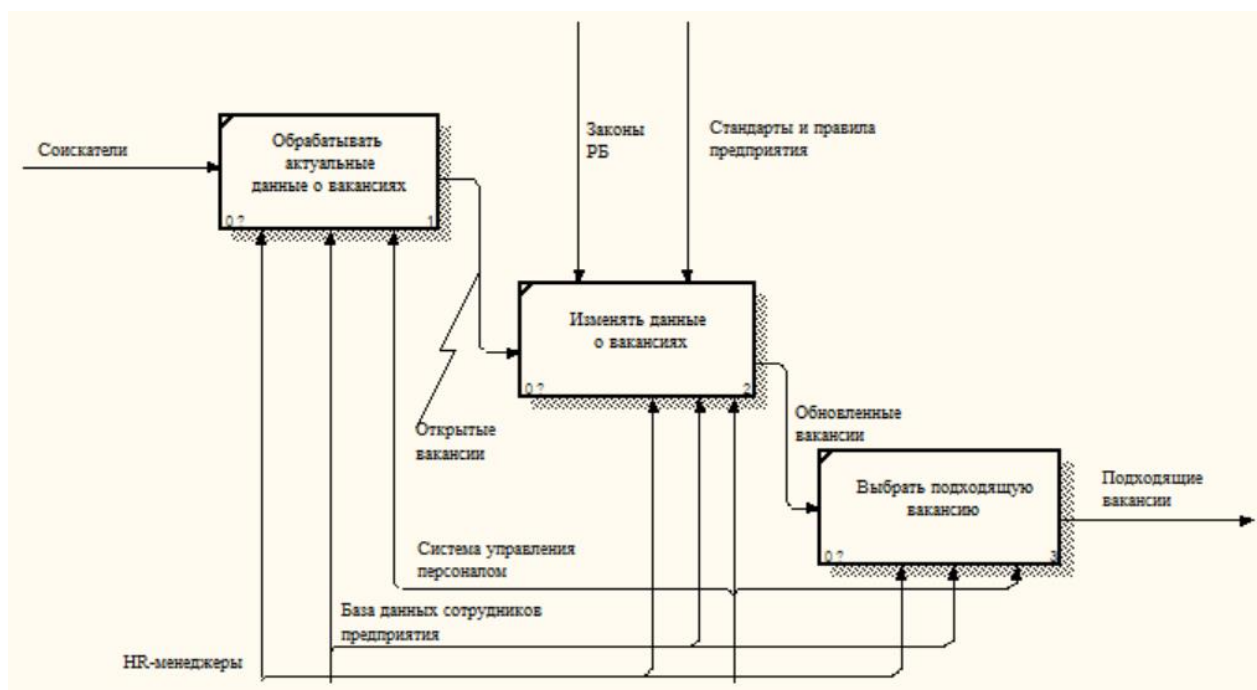 Соискатели
Обрабатывать
актуальные
данные о вакансиях
0 ?
1
Законы
РБ
Стандарты и правила
предприятия
Изменять данные
о вакансиях
0 ?
2
Открытые
вакансии
Обновленные
вакансии
Выбрать подходящую
вакансию
0 ?
3
Подходящие
вакансии
Система управления
персоналом
База данных сотрудников
предприятия
HR-менеджеры